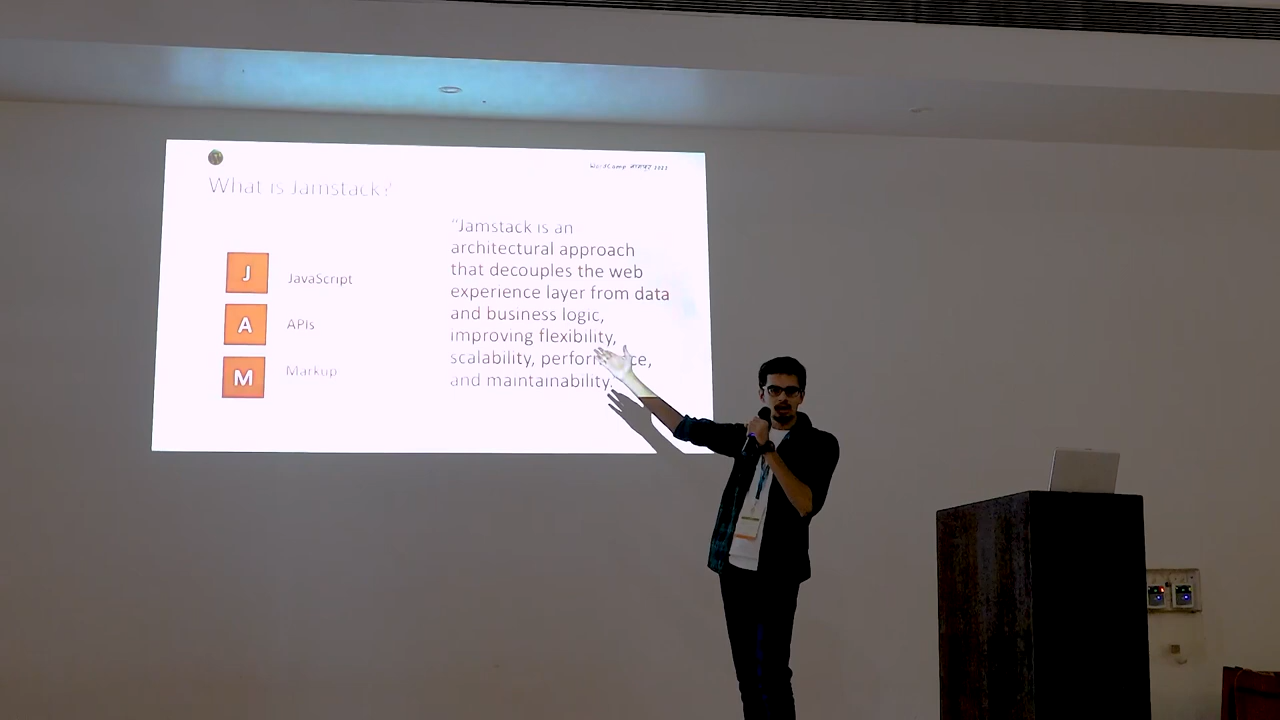 What is Jamstack?
J JavaScript
A APIs
M Markup
"Jamstack is an
architectural approach
that decouples the web
experience layer from data
and business logic,
improving flexibility,
scalability,
and maintainability.